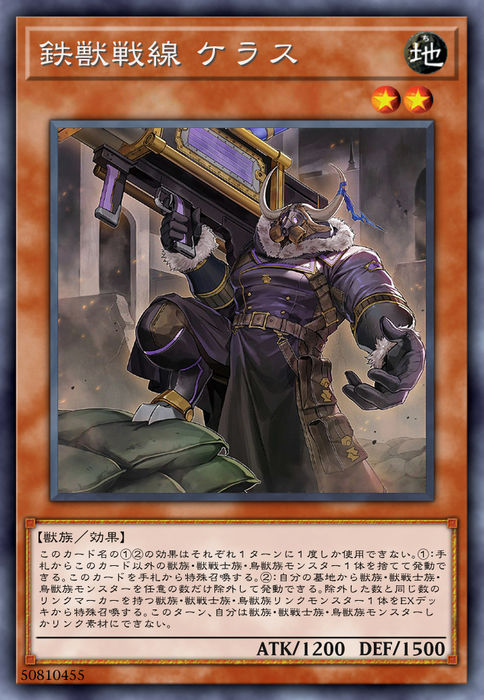 鉄獣戦線 ケラス
ち
地
【獣族／効果】
このカード名の①②の効果はそれぞれ１ターンに１度しか使用できない。①：手
札からこのカード以外の獣族・獣戦士族・鳥獣族モンスター１体を捨てて発動で
きる。このカードを手札から特殊召喚する。②：自分の墓地から獣族・獣戦士族・
鳥獣族モンスターを任意の数だけ除外して発動できる。除外した数と同じ数の
リンクマーカーを持つ獣族・獣戦士族・鳥獣族リンクモンスター１体をEXデッ
キから特殊召喚する。このターン、自分は獣族・獣戦士族・鳥獣族モンスターし
かリンク素材にできない。
ATK/1200 DEF/1500
50810455